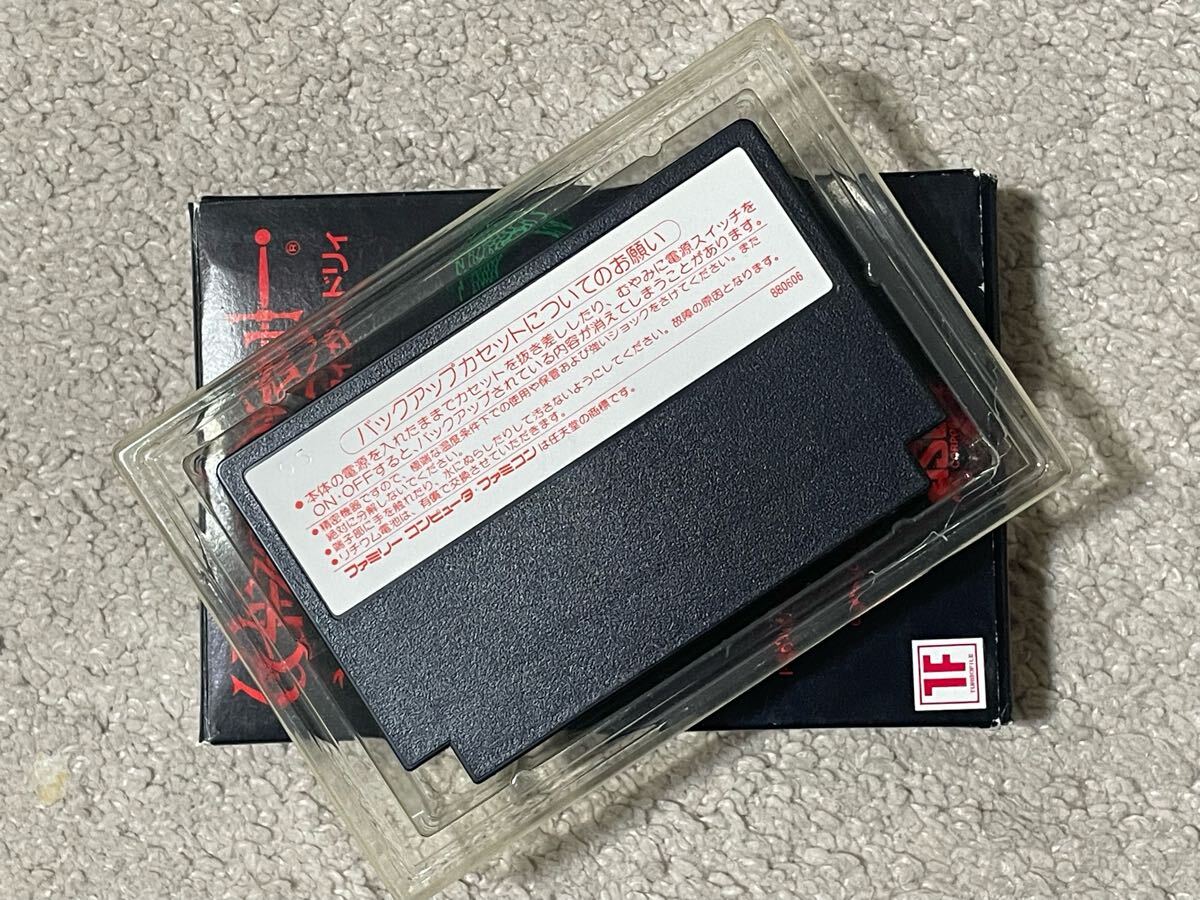 バックアップカセットについてのお願い
●本体の電源を入れたままでカセットを抜き差ししたり、むやみに電源スイッチを
ON・OFFすると、バックアップされている内容が消えてしまうことがあります。
●精密機器ですので、極端な温度条件下での使用や保管および強いショックをさけてください。また
絶対に分解しないでください。
●端子部に手を触れたり、水にぬらしたりして汚さないようにしてください。故障の原因となります。
●リチウム電池は、有償で交換させていただきます。
880606
ファミリーコンピュータ・ファミコンは任天堂の商標です。
TF
TURBOFILE